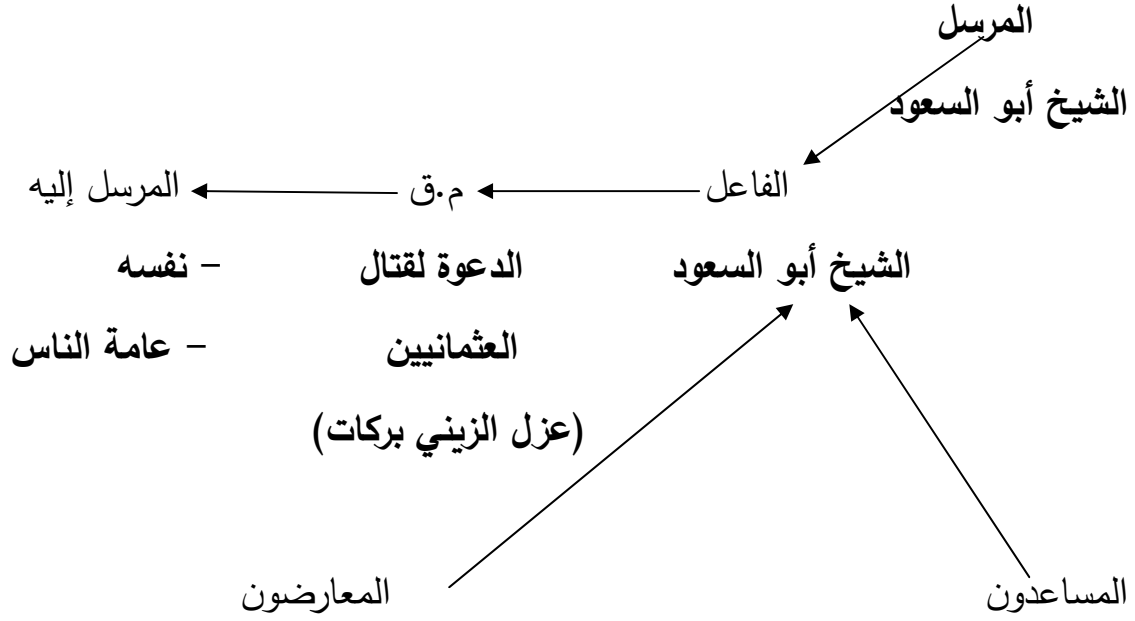 المرسل
الشيخ أبو السعود
الفاعل م.ق المرسل إليه
الشيخ أبو السعود الدعوة لقتال – نفسه
العثمانيين – عامة الناس
(عزل الزيني بركات)
المساعدون المعارضون